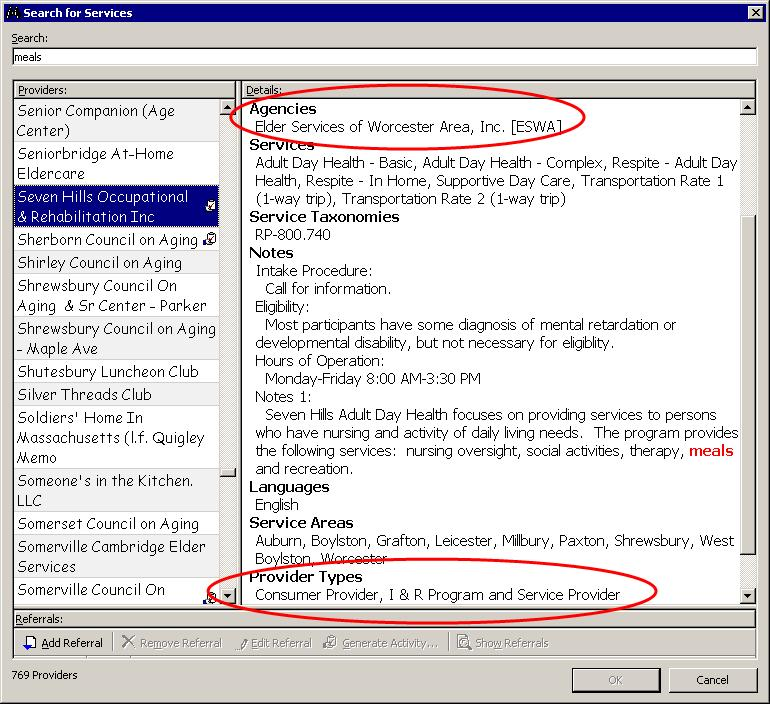 Search for Services
Search:
meals
Providers:
Senior Companion (Age
Center)
Seniorbridge At-Home
Eldercare
Seven Hills Occupational
& Rehabilitation Inc
Sherborn Council on Aging
Shirley Council on Aging
Shrewsbury Council On
Aging & Sr Center - Parker
Shrewsbury Council on Aging
- Maple Ave
Shutesbury Luncheon Club
Silver Threads Club
Soldiers' Home In
Massachusetts (l.f. Quigley
Memo
Someone's in the Kitchen.
LLC
Somerset Council on Aging
Somerville Cambridge Elder
Services
Somerville Council On
Details:
Agencies
Elder Services of Worcester Area, Inc. [ESWA]
Services
Adult Day Health - Basic, Adult Day Health - Complex, Respite - Adult Day
Health, Respite - In Home, Supportive Day Care, Transportation Rate 1
(1-way trip), Transportation Rate 2 (1-way trip)
Service Taxonomies
RP-800.740
Notes
Intake Procedure:
Call for information.
Eligibility:
Most participants have some diagnosis of mental retardation or
developmental disability, but not necessary for eligiblity.
Hours of Operation:
Monday-Friday 8:00 AM-3:30 PM
Notes 1:
Seven Hills Adult Day Health focuses on providing services to persons
who have nursing and activity of daily living needs. The program provides
the following services: nursing oversight, social activities, therapy, meals
and recreation.
Languages
English
Service Areas
Auburn, Boylston, Grafton, Leicester, Millbury, Paxton, Shrewsbury, West
Boylston, Worcester
Provider Types
Consumer Provider, I & R Program and Service Provider
Referrals:
Add Referral Remove Referral Edit Referral Generate Activity... Show Referrals
769 Providers
OK Cancel